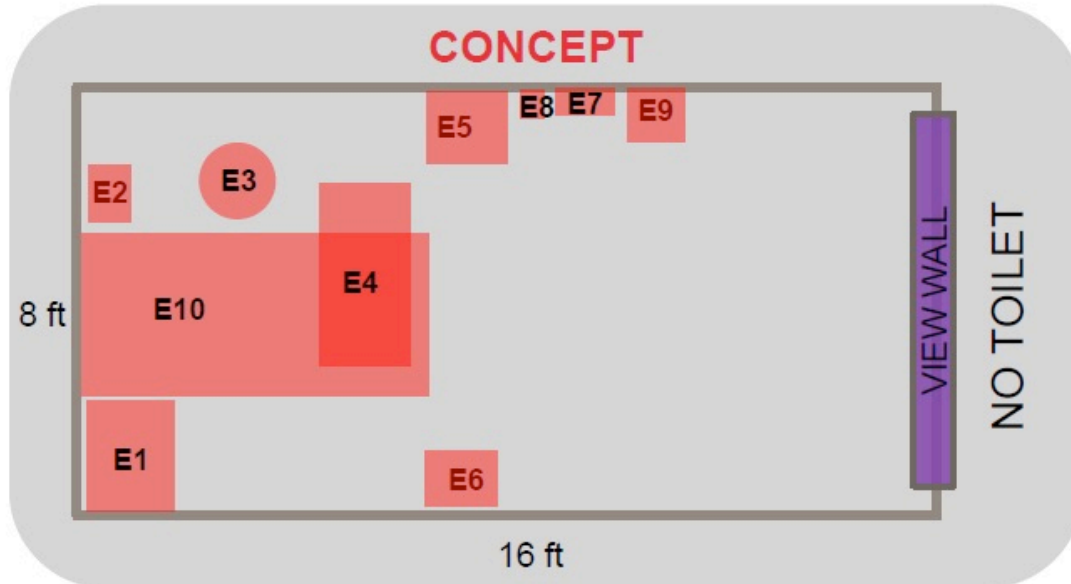 CONCEPT
E8
E7
E9
E5
E2
E3
E4
E10
8 ft
E1
E6
VIEW WALL
NO TOILET
16 ft